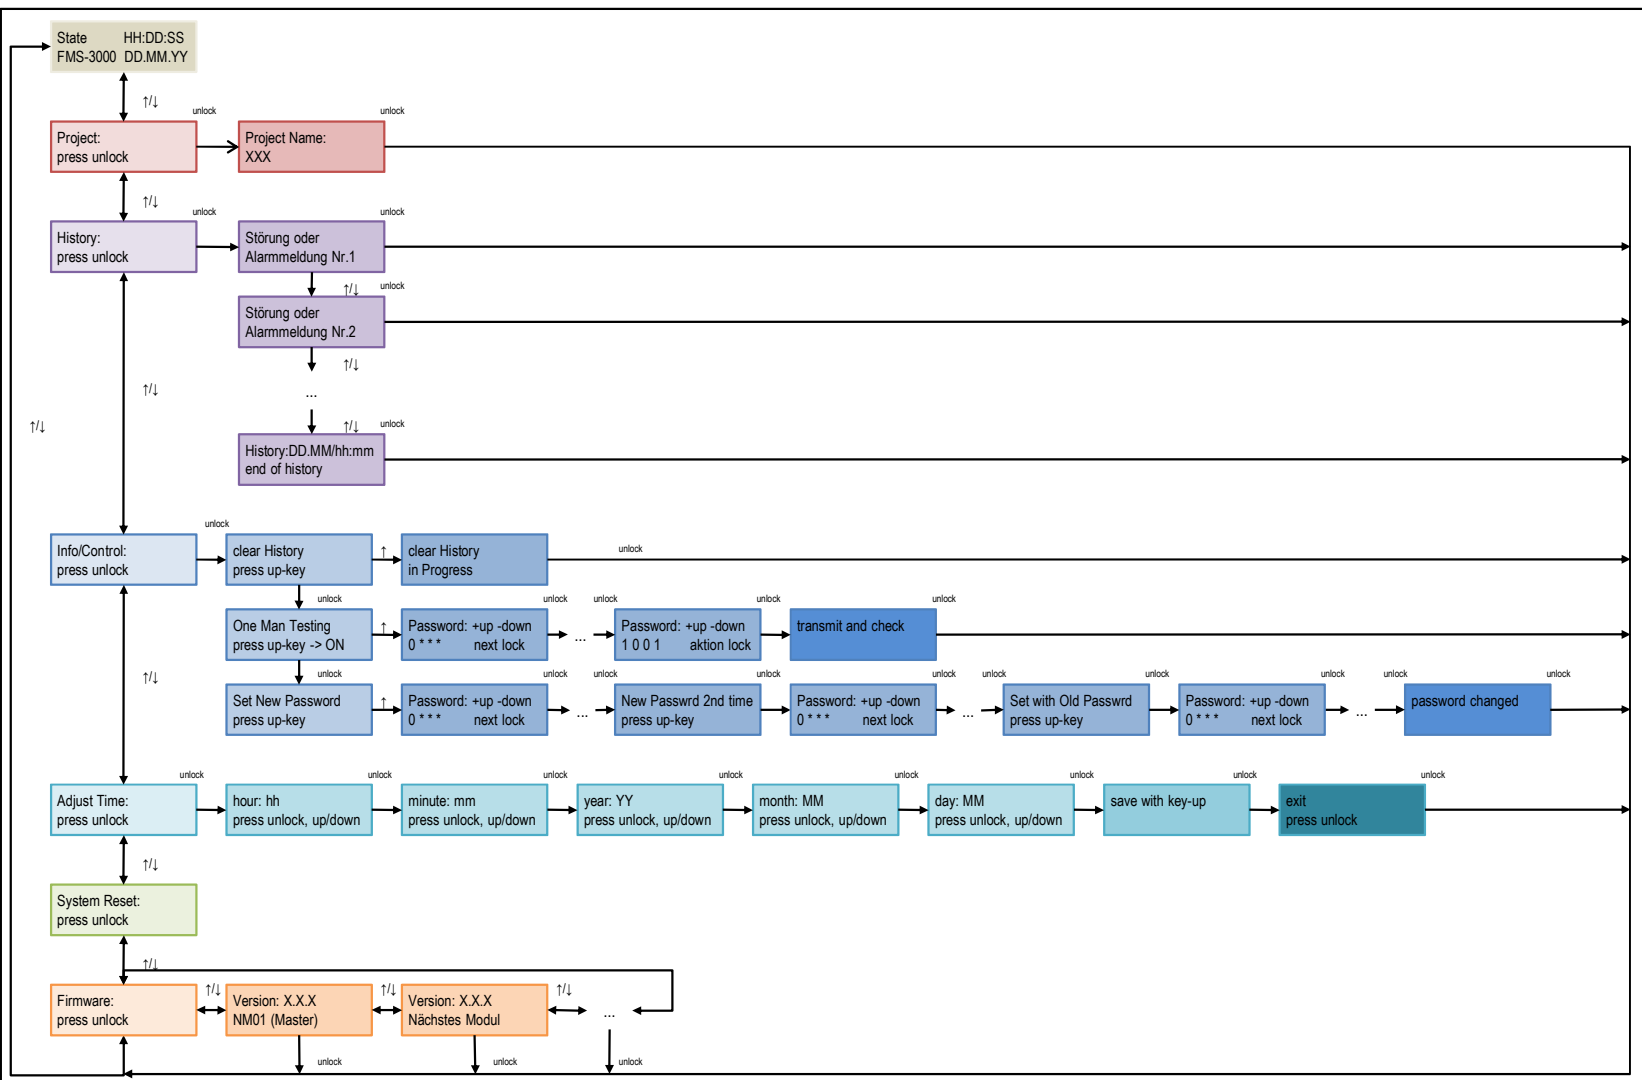 State HH:DD:SS
FMS-3000 DD.MM.YY
↑/↓
unlock
unlock
Project:
press unlock
Project Name:
XXX
↑/↓
unlock
unlock
History:
press unlock
Störung oder
Alarmmeldung Nr.1
↑/↓
unlock
Störung oder
Alarmmeldung Nr.2
↑/↓
↑/↓
...
↑/↓
↑/↓
unlock
History:DD.MM/hh:mm
end of history
unlock
Info/Control:
press unlock
clear History
press up-key
↑
clear History
in Progress
unlock
unlock
unlock
unlock
unlock
unlock
One Man Testing
press up-key -> ON
↑
Password: +up -down
0 * * * next lock
...
Password: +up -down
1 0 0 1 aktion lock
transmit and check
↑/↓
unlock
unlock
unlock
unlock
unlock
unlock
unlock
unlock
unlock
Set New Password
press up-key
↑
Password: +up -down
0 * * * next lock
...
New Passwrd 2nd time
press up-key
Password: +up -down
0 * * * next lock
...
Set with Old Passwrd
press up-key
Password: +up -down
0 * * * next lock
...
password changed
unlock
unlock
unlock
unlock
unlock
unlock
unlock
unlock
Adjust Time:
press unlock
hour: hh
press unlock, up/down
minute: mm
press unlock, up/down
year: YY
press unlock, up/down
month: MM
press unlock, up/down
day: MM
press unlock, up/down
save with key-up
exit
press unlock
↑/↓
System Reset:
press unlock
↑/↓
Firmware:
press unlock
↑/↓
Version: X.X.X
NM01 (Master)
↑/↓
Version: X.X.X
Nächstes Modul
↑/↓
...
unlock
unlock
unlock